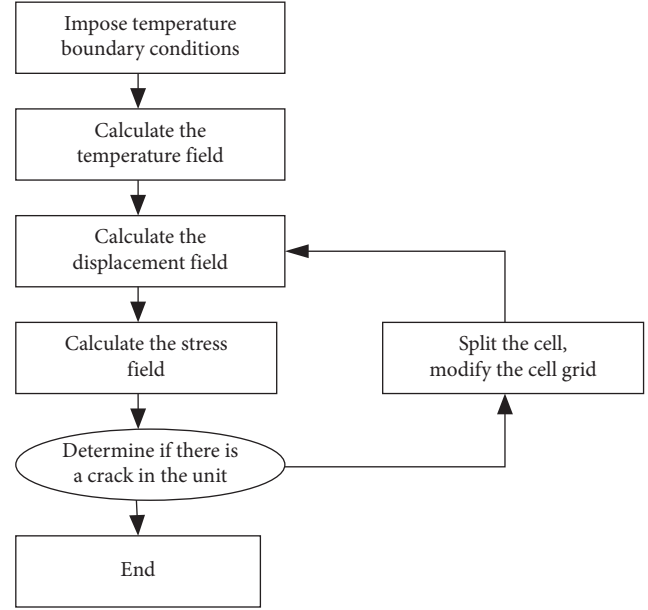 Impose temperature
boundary conditions
Calculate the
temperature field
Calculate the
displacement field
Calculate the stress
field
Split the cell,
modify the cell grid
Determine if there is
a crack in the unit
End